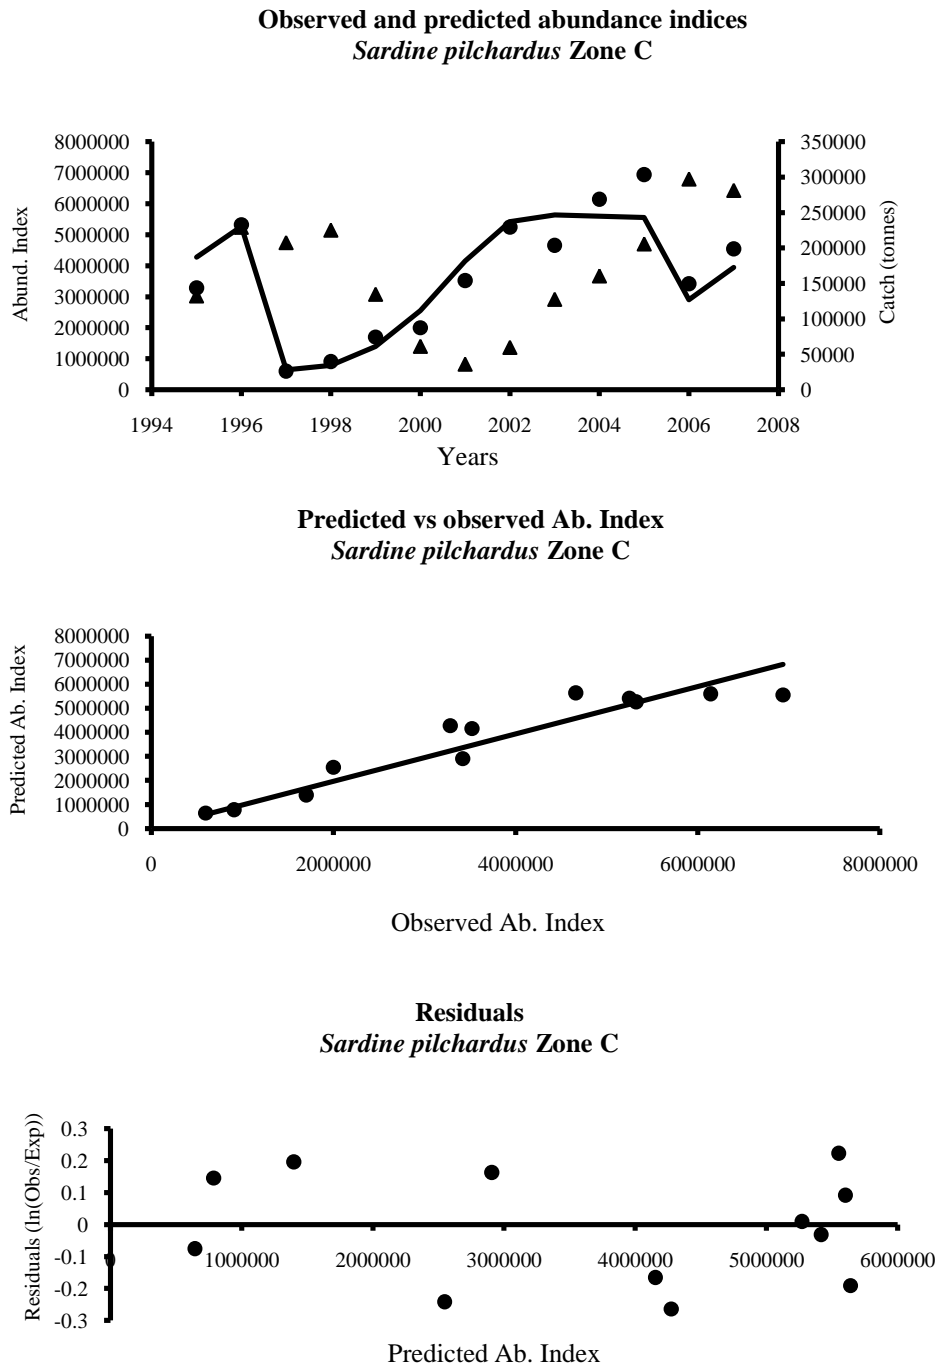 Observed and predicted abundance indices
Sardine pilchardus Zone C
8000000
7000000
6000000
5000000
4000000
3000000
2000000
1000000
0
Abund. Index
350000
300000
250000
200000
150000
100000
50000
0
Catch (tonnes)
1994 1996 1998 2000 2002 2004 2006 2008
Years
Predicted vs observed Ab. Index
Sardine pilchardus Zone C
8000000
7000000
6000000
5000000
4000000
3000000
2000000
1000000
0
Predicted Ab. Index
0 2000000 4000000 6000000 8000000
Observed Ab. Index
Residuals
Sardine pilchardus Zone C
0.3
0.2
0.1
0
-0.1
-0.2
-0.3
Residuals (ln(Obs/Exp))
0 1000000 2000000 3000000 4000000 5000000 6000000
Predicted Ab. Index